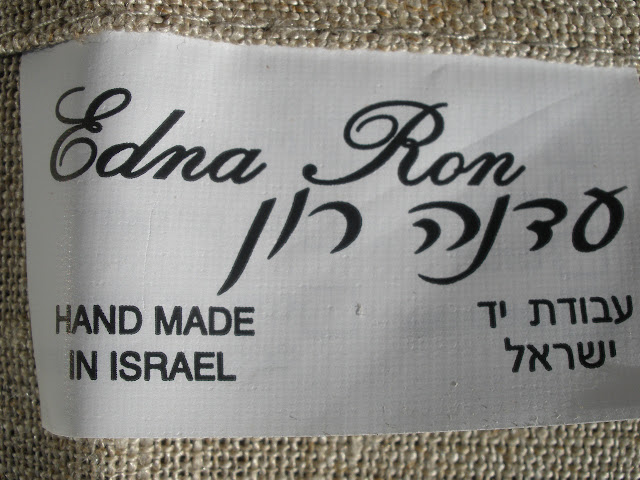 Edna Ron
עדנה רון
HAND MADE
IN ISRAEL
עבודת יד
ישראל